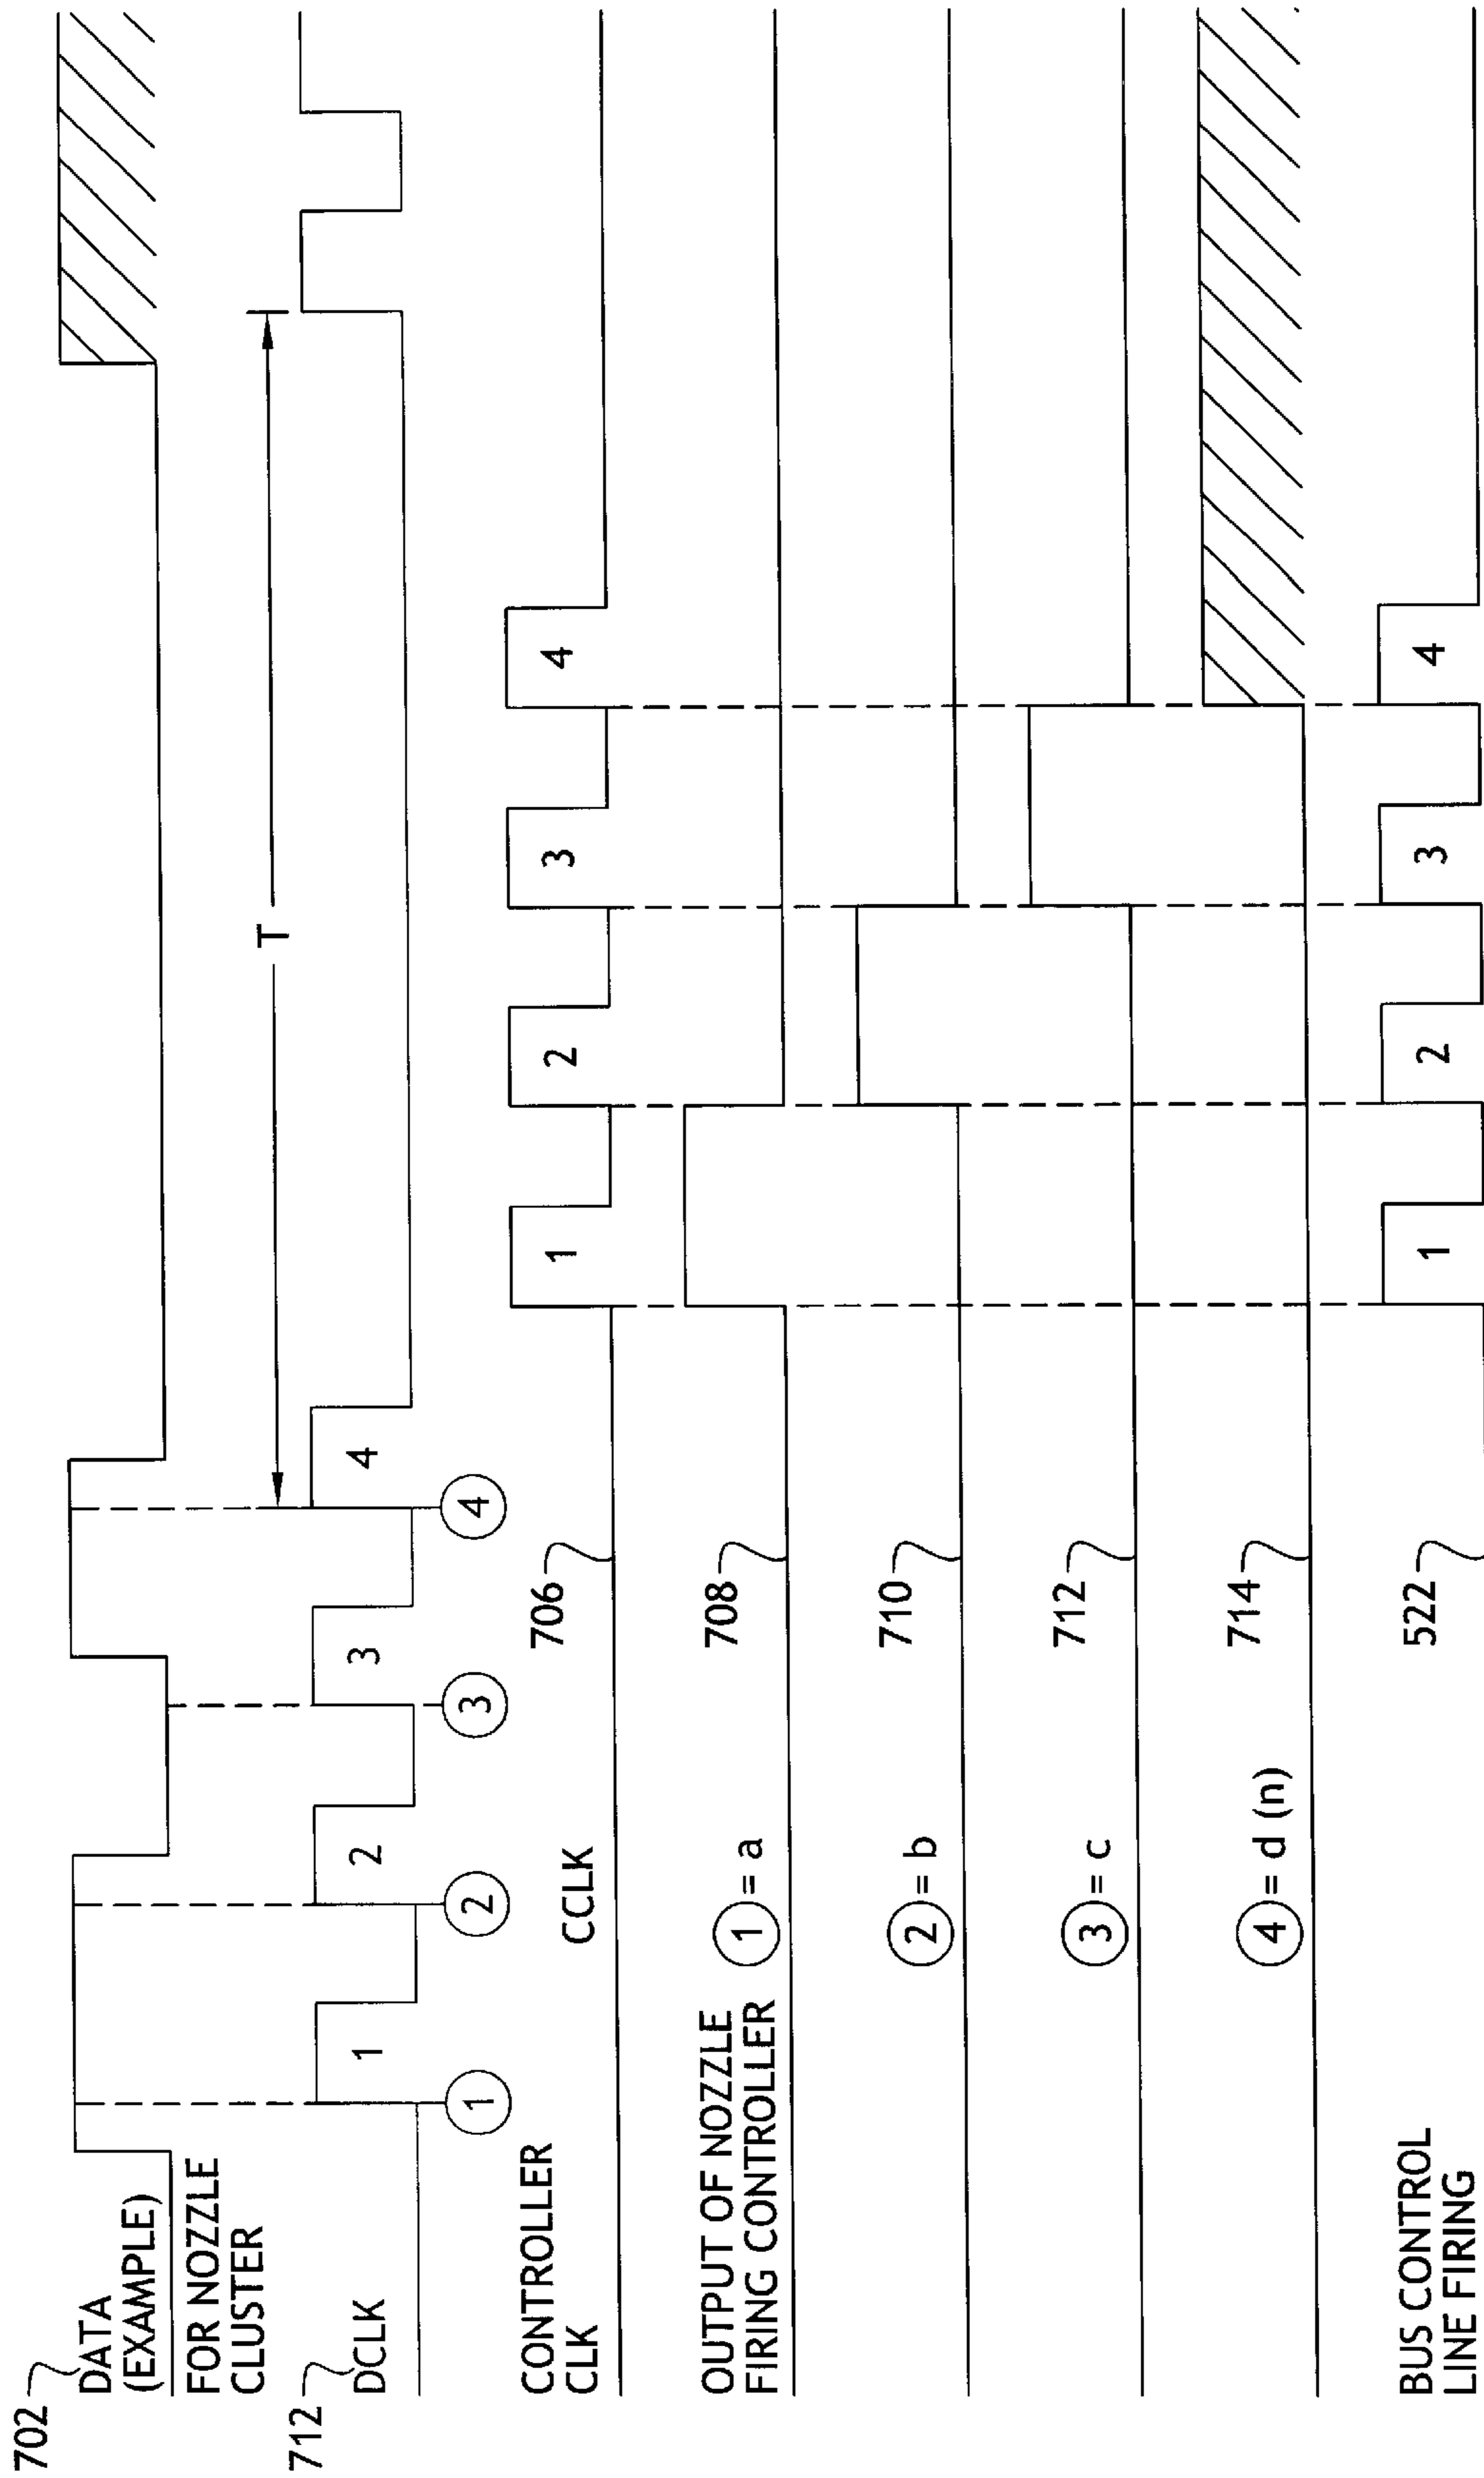 702
DATA
(EXAMPLE)
FOR NOZZLE
CLUSTER
T
712
DCLK
1
2
3
4
1
2
3
4
CONTROLLER
CLK
CCLK
706
1
2
3
4
OUTPUT OF NOZZLE
FIRING CONTROLLER
1 = a
708
2 = b
710
3 = c
712
4 = d (n)
714
BUS CONTROL
LINE FIRING
522
1
2
3
4